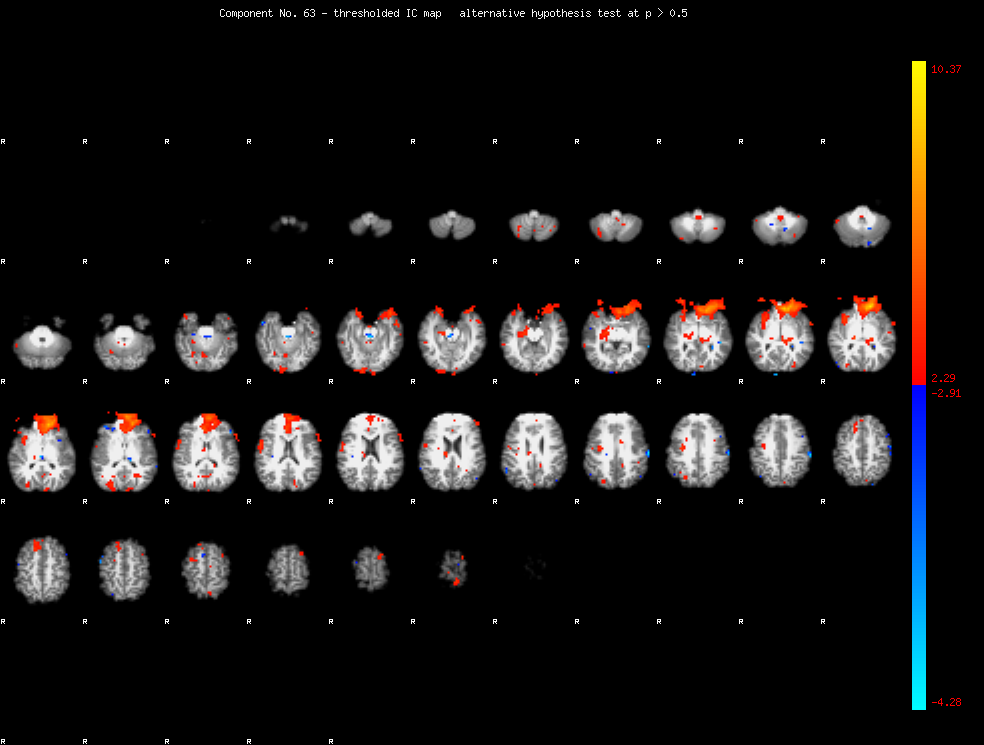 Component No. 63 - thresholded IC map   alternative hypothesis test at p > 0.5
10.37
R R R R R R R R R R R
R R R R R R R R R R R
R R R R R R R R R R R
2.29
-2.91
R R R R R R R R R R R
R R R R R R R R R R R
-4.28
R R R R R